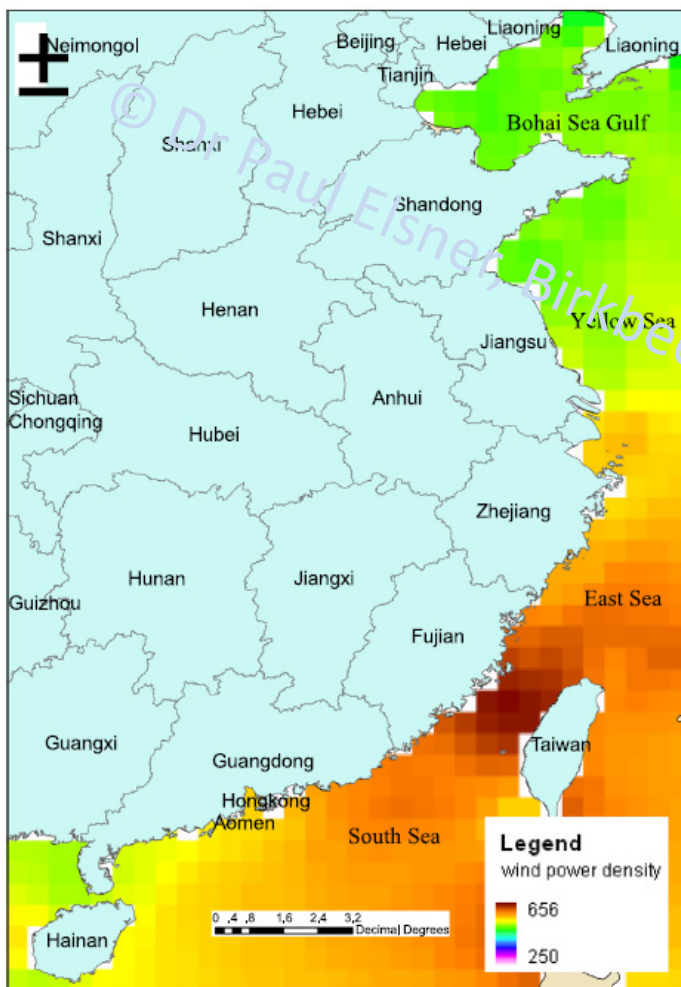 Neimongol
Beijing
Hebei
Liaoning
Liaoning
Tianjin
Hebei
Shanxi
Bohai Sea Gulf
© Dr Paul Elsner, Birkbec
Shandong
Shanxi
Henan
Jiangsu
Yellow Sea
Sichuan
Chongqing
Anhui
Hubei
Zhejiang
Hunan
Jiangxi
Guizhou
East Sea
Fujian
Guangxi
Guangdong
Taiwan
Hongkong
Aomen
South Sea
Legend
wind power density
656
250
0 ,4 ,8 1,6 2,4 3,2
Decimal Degrees
Hainan